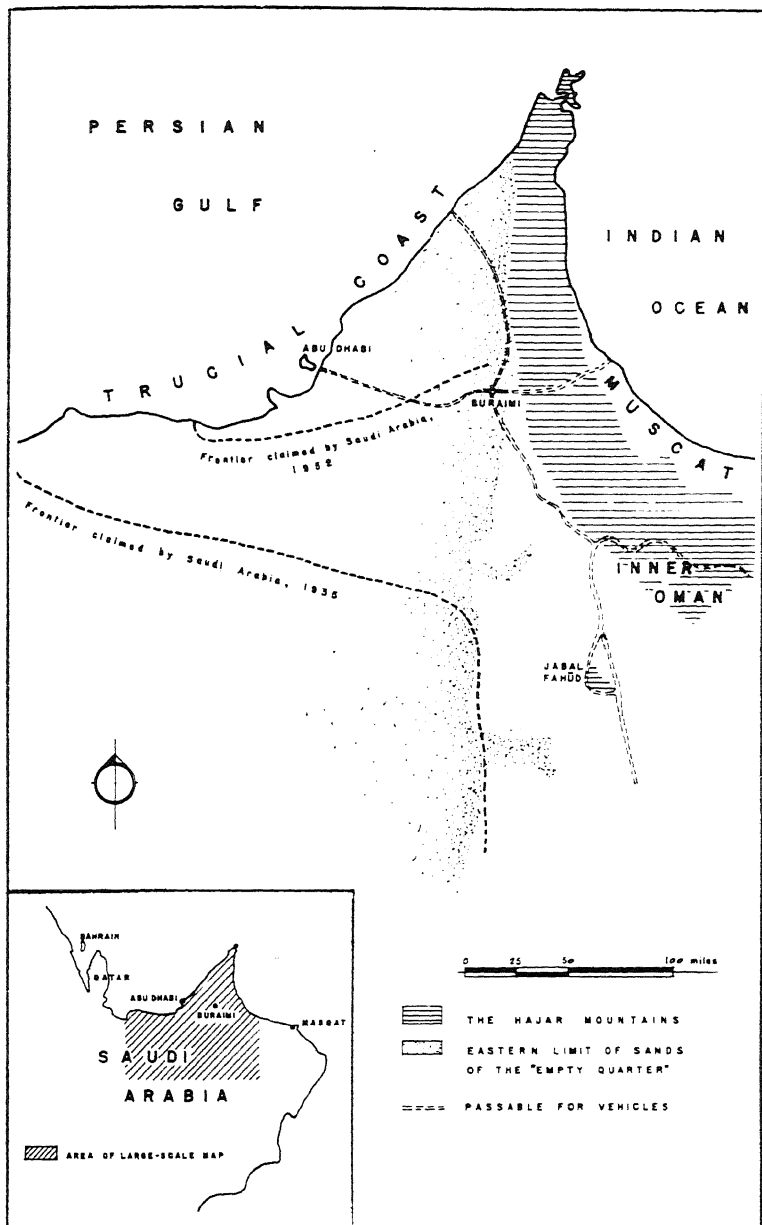 PERSIAN
GULF
INDIAN
OCEAN
TRUCIAL COAST
ABU DHABI
BURAIMI
MUSCAT
Frontier claimed by Saudi Arabia,
1952
Frontier claimed by Saudi Arabia, 1935
INNER
OMAN
JABAL
FAHŪD
BAHRAIN
QATAR
ABU DHABI
BURAIMI
MASQAT
SAUDI
ARABIA
AREA OF LARGE-SCALE MAP
0 25 50 100 miles
THE HAJAR MOUNTAINS
EASTERN LIMIT OF SANDS
OF THE "EMPTY QUARTER"
PASSABLE FOR VEHICLES